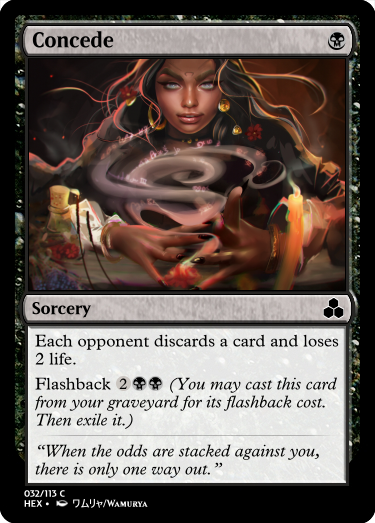 Concede
Sorcery
Each opponent discards a card and loses
2 life.
Flashback 2 (You may cast this card
from your graveyard for its flashback cost.
Then exile it.)
“When the odds are stacked against you,
there is only one way out.”
032/113 C
HEX • ワムリャ/Wamurya